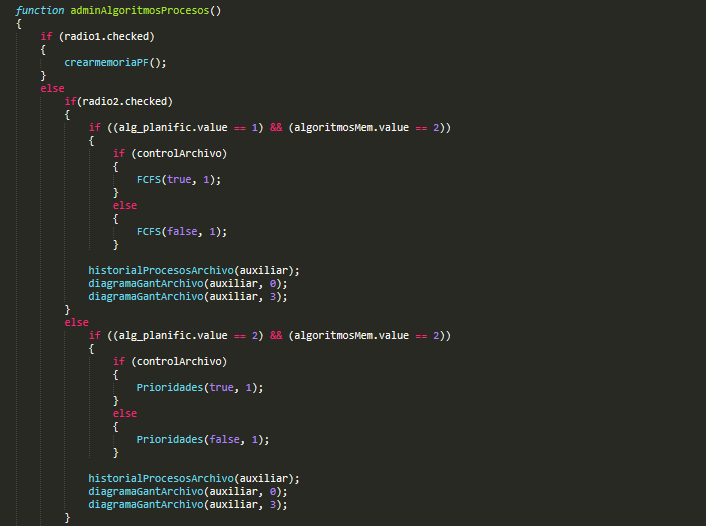 function adminAlgoritmosProcesos()
{
    if (radio1.checked)
    {
        crearmemoriaPF();
    }
    else
        if(radio2.checked)
        {
            if ((alg_planific.value == 1) && (algoritmosMem.value == 2))
            {
                if (controlArchivo)
                {
                    FCFS(true, 1);
                }
                else
                {
                    FCFS(false, 1);
                }

            historialProcesosArchivo(auxiliar);
            diagramaGantArchivo(auxiliar, 0);
            diagramaGantArchivo(auxiliar, 3);
        }
        else
            if ((alg_planific.value == 2) && (algoritmosMem.value == 2))
            {
                if (controlArchivo)
                {
                    Prioridades(true, 1);
                }
                else
                {
                    Prioridades(false, 1);
                }

            historialProcesosArchivo(auxiliar);
            diagramaGantArchivo(auxiliar, 0);
            diagramaGantArchivo(auxiliar, 3);
        }